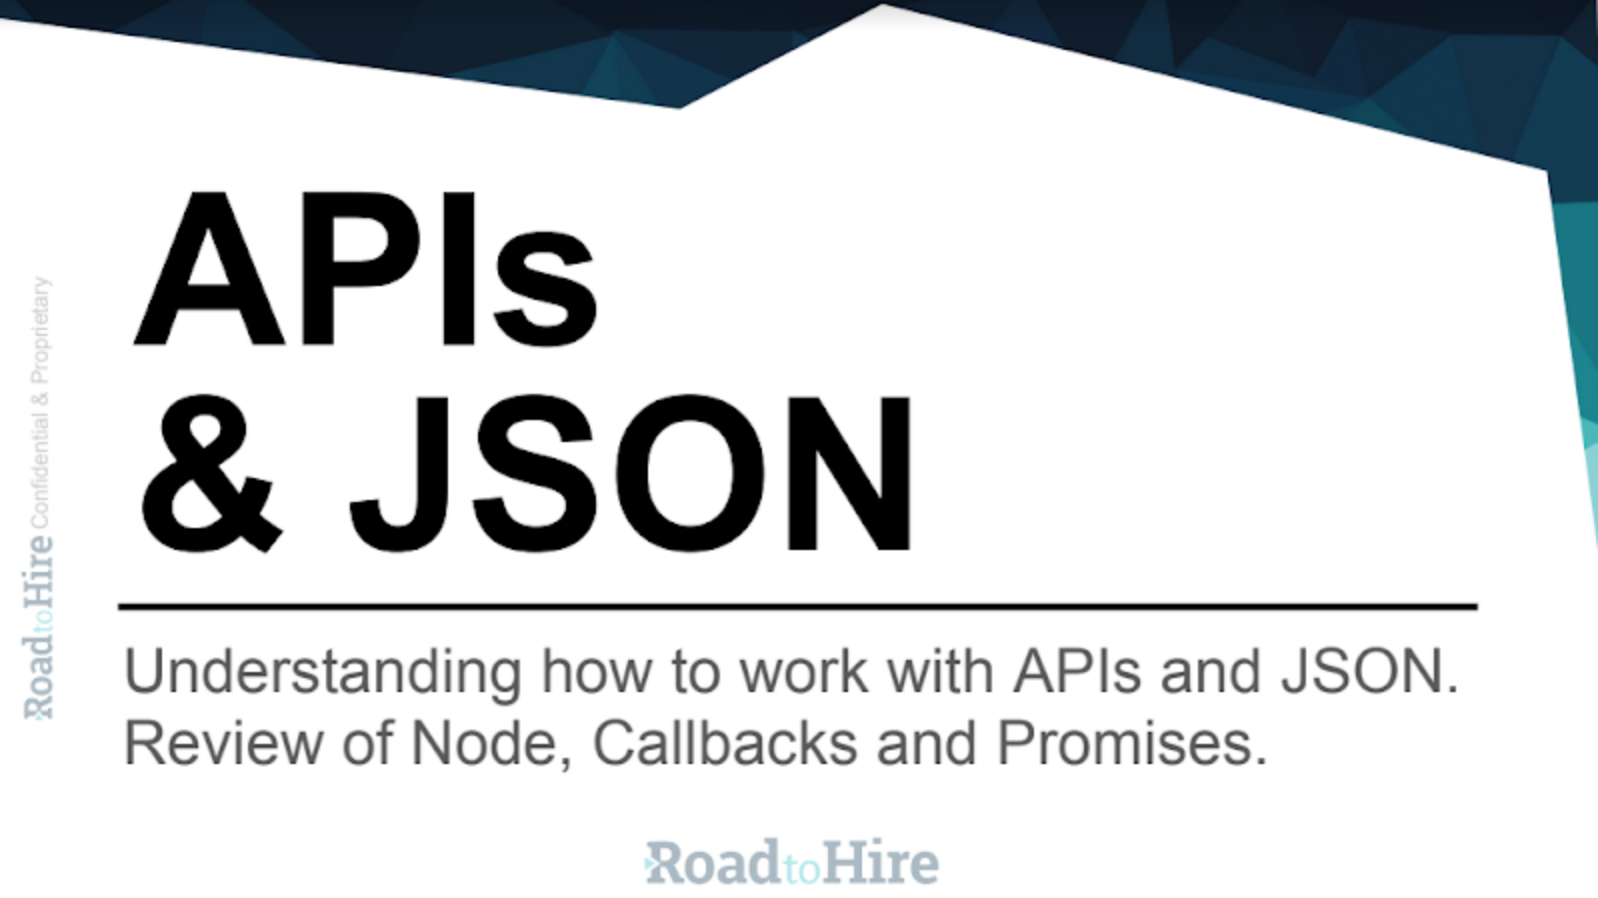 APIs
& JSON
Understanding how to work with APIs and JSON.
Review of Node, Callbacks and Promises.
RoadtoHire
RoadtoHire Confidential & Proprietary